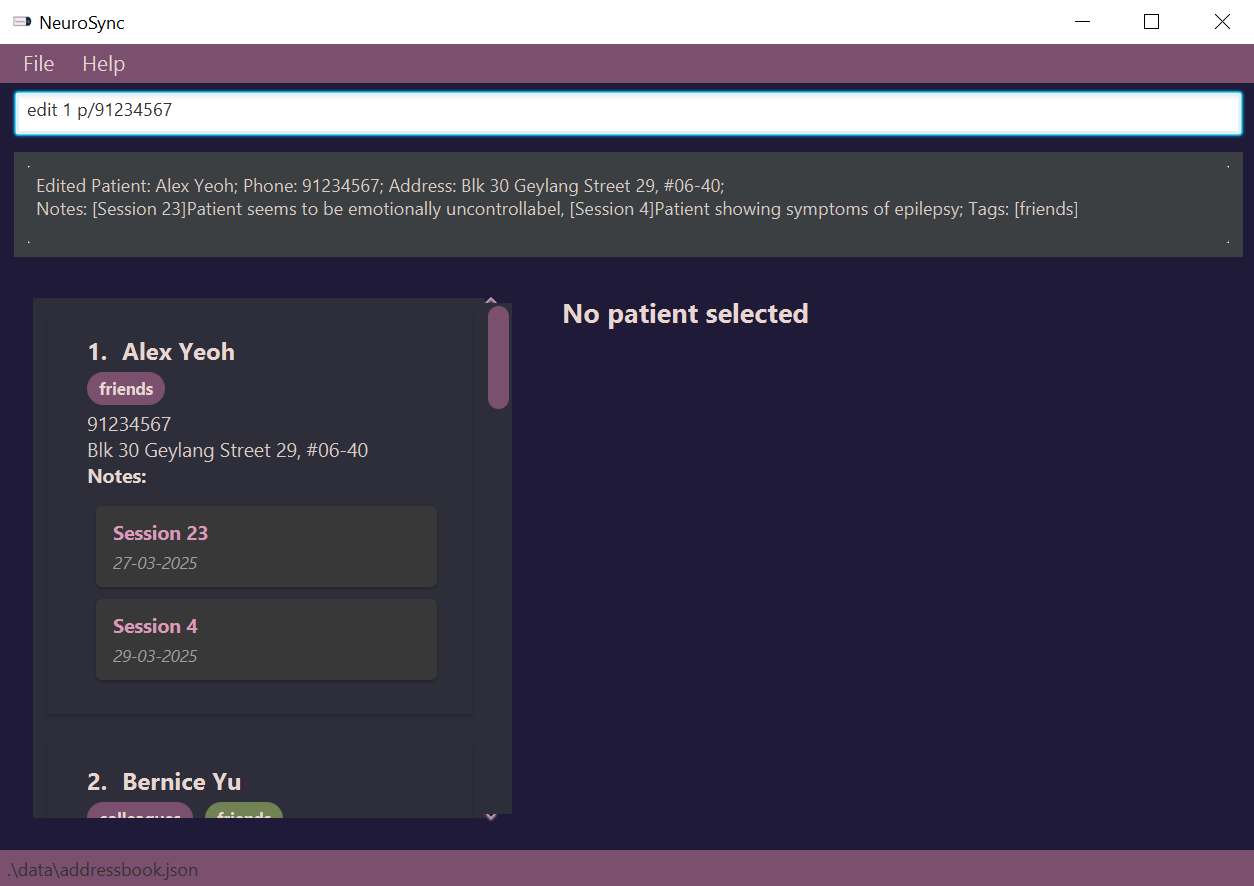 NeuroSync
File Help
edit 1 p/91234567
Edited Patient: Alex Yeoh; Phone: 91234567; Address: Blk 30 Geylang Street 29, #06-40;
Notes: [Session 23]Patient seems to be emotionally uncontrollabel, [Session 4]Patient showing symptoms of epilepsy; Tags: [friends]
No patient selected
1. Alex Yeoh
friends
91234567
Blk 30 Geylang Street 29, #06-40
Notes:
Session 23
27-03-2025
Session 4
29-03-2025
2. Bernice Yu
colleagues friends
.\data\addressbook.json